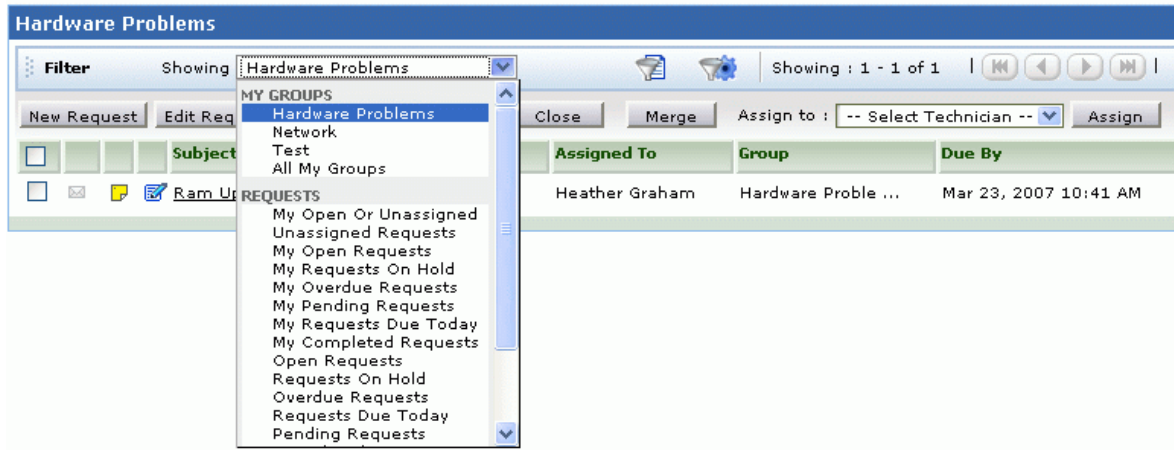 Hardware Problems
Filter Showing Hardware Problems Showing : 1 - 1 of 1
MY GROUPS
Hardware Problems
Network
Test
All My Groups
REQUESTS
My Open Or Unassigned
Unassigned Requests
My Open Requests
My Requests On Hold
My Overdue Requests
My Pending Requests
My Requests Due Today
My Completed Requests
Open Requests
Requests On Hold
Overdue Requests
Requests Due Today
Pending Requests
New Request Edit Req Close Merge Assign to : -- Select Technician -- Assign
Subject Assigned To Group Due By
Ram Heather Graham Hardware Proble ... Mar 23, 2007 10:41 AM